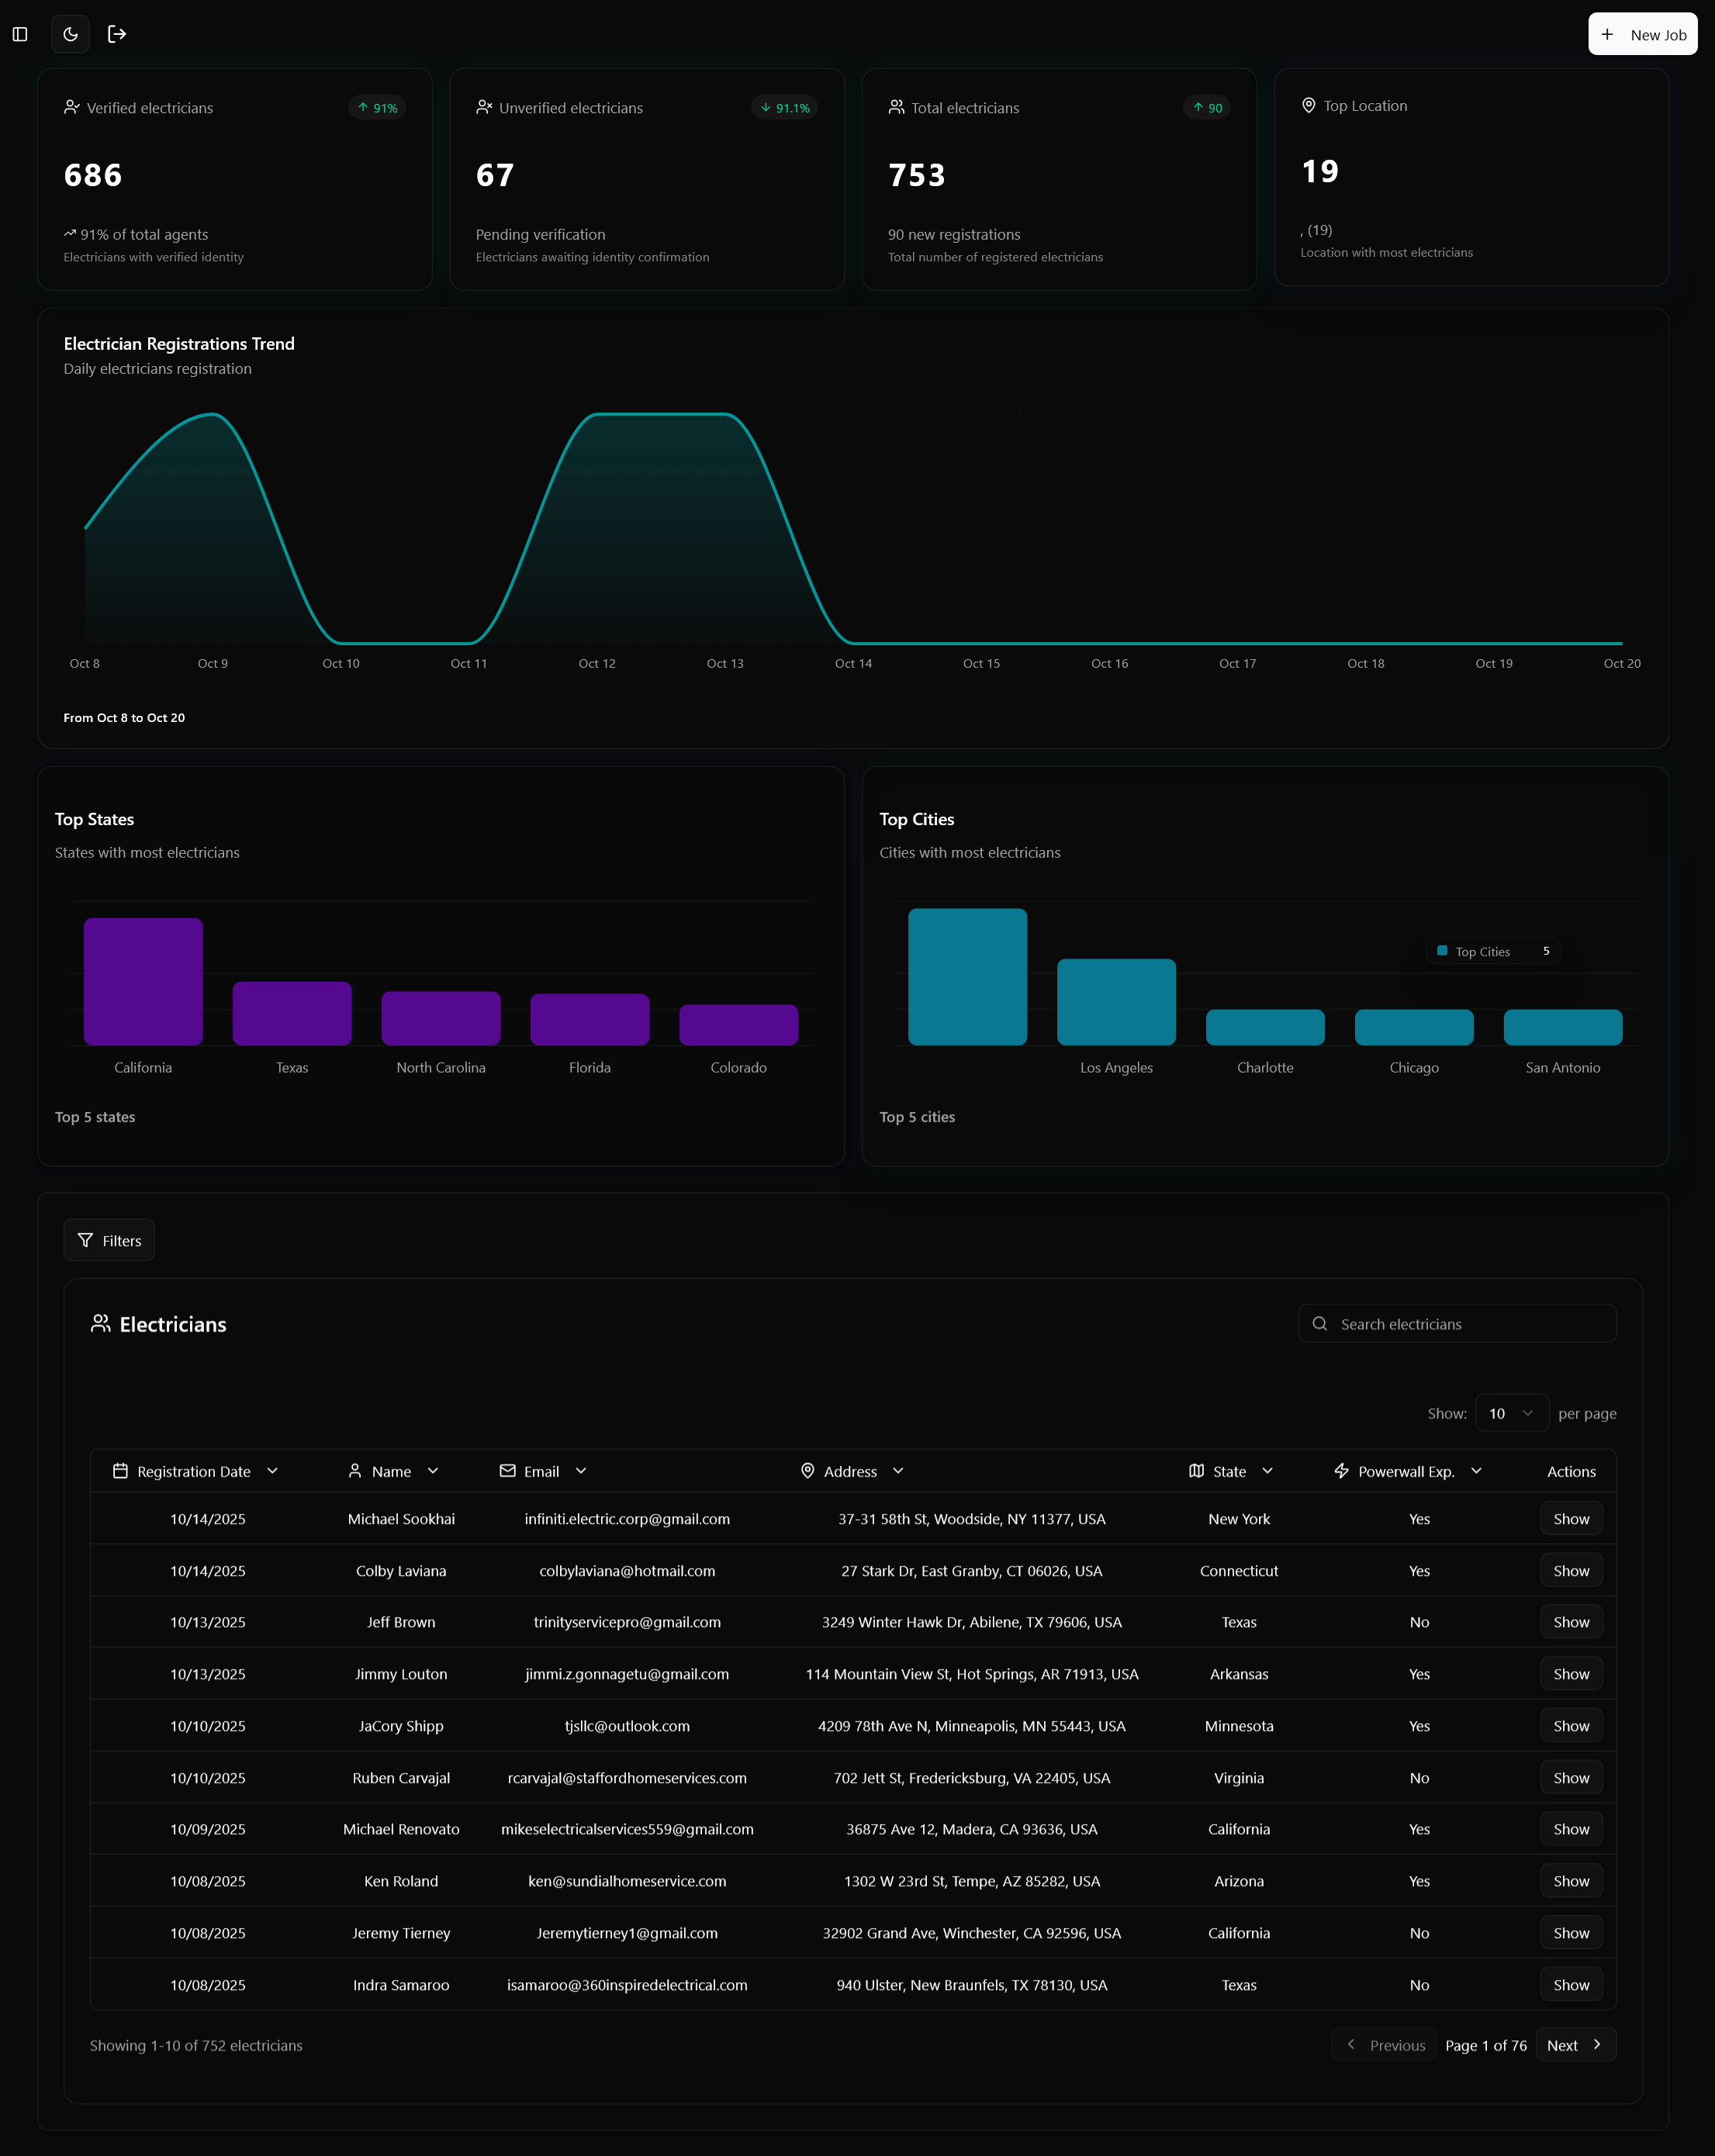 New Job
Verified electricians
91%
686
91% of total agents
Electricians with verified identity
Unverified electricians
91.1%
67
Pending verification
Electricians awaiting identity confirmation
Total electricians
90
753
90 new registrations
Total number of registered electricians
Top Location
19
, (19)
Location with most electricians
Electrician Registrations Trend
Daily electricians registration
Oct 8 Oct 9 Oct 10 Oct 11 Oct 12 Oct 13 Oct 14 Oct 15 Oct 16 Oct 17 Oct 18 Oct 19 Oct 20
From Oct 8 to Oct 20
Top States
States with most electricians
California Texas North Carolina Florida Colorado
Top 5 states
Top Cities
Cities with most electricians
Top Cities 5
Los Angeles Charlotte Chicago San Antonio
Top 5 cities
Filters
Electricians
Search electricians
Show: 10 per page
Registration Date Name Email Address State Powerwall Exp. Actions
10/14/2025 Michael Sookhai infiniti.electric.corp@gmail.com 37-31 58th St, Woodside, NY 11377, USA New York Yes Show
10/14/2025 Colby Laviana colbylaviana@hotmail.com 27 Stark Dr, East Granby, CT 06026, USA Connecticut Yes Show
10/13/2025 Jeff Brown trinityservicepro@gmail.com 3249 Winter Hawk Dr, Abilene, TX 79606, USA Texas No Show
10/13/2025 Jimmy Louton jimmi.z.gonnagetu@gmail.com 114 Mountain View St, Hot Springs, AR 71913, USA Arkansas Yes Show
10/10/2025 JaCory Shipp tjsllc@outlook.com 4209 78th Ave N, Minneapolis, MN 55443, USA Minnesota Yes Show
10/10/2025 Ruben Carvajal rcarvajal@staffordhomeservices.com 702 Jett St, Fredericksburg, VA 22405, USA Virginia No Show
10/09/2025 Michael Renovato mikeselectricalservices559@gmail.com 36875 Ave 12, Madera, CA 93636, USA California Yes Show
10/08/2025 Ken Roland ken@sundialhomeservice.com 1302 W 23rd St, Tempe, AZ 85282, USA Arizona Yes Show
10/08/2025 Jeremy Tierney Jeremytierney1@gmail.com 32902 Grand Ave, Winchester, CA 92596, USA California No Show
10/08/2025 Indra Samaroo isamaroo@360inspiredelectrical.com 940 Ulster, New Braunfels, TX 78130, USA Texas No Show
Showing 1-10 of 752 electricians
Previous Page 1 of 76 Next